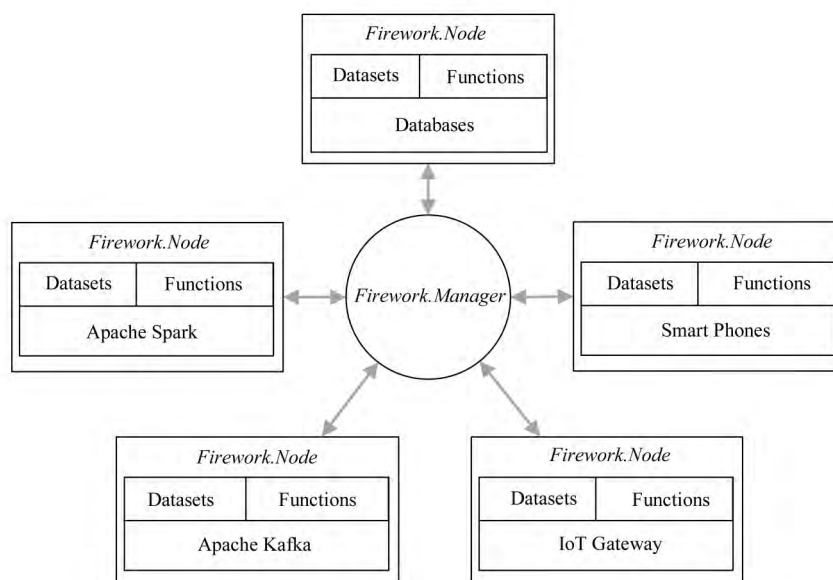 Firework.Node
Datasets Functions
Databases
Firework.Node
Datasets Functions
Apache Spark
Firework.Manager
Firework.Node
Datasets Functions
Smart Phones
Firework.Node
Datasets Functions
Apache Kafka
Firework.Node
Datasets Functions
IoT Gateway